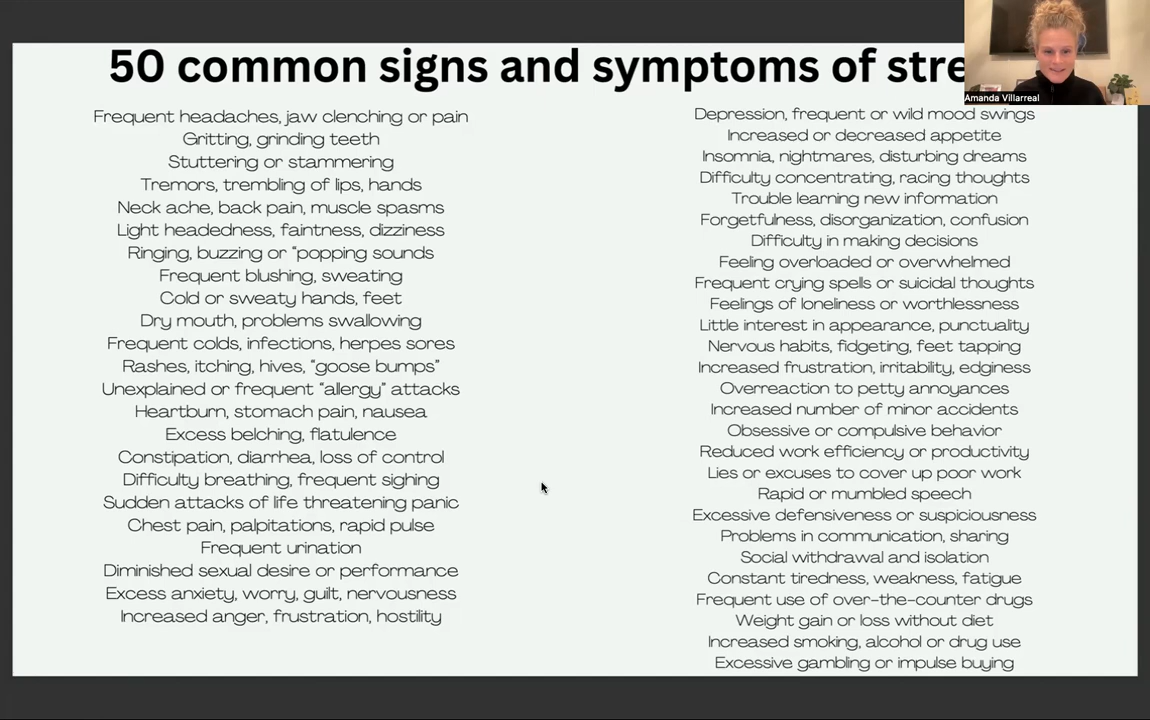 50 common signs and symptoms of stre
Amanda Villarreal
Frequent headaches, jaw clenching or pain
Gritting, grinding teeth
Stuttering or stammering
Tremors, trembling of lips, hands
Neck ache, back pain, muscle spasms
Light headedness, faintness, dizziness
Ringing, buzzing or “popping sounds
Frequent blushing, sweating
Cold or sweaty hands, feet
Dry mouth, problems swallowing
Frequent colds, infections, herpes sores
Rashes, itching, hives, “goose bumps”
Unexplained or frequent “allergy” attacks
Heartburn, stomach pain, nausea
Excess belching, flatulence
Constipation, diarrhea, loss of control
Difficulty breathing, frequent sighing
Sudden attacks of life threatening panic
Chest pain, palpitations, rapid pulse
Frequent urination
Diminished sexual desire or performance
Excess anxiety, worry, guilt, nervousness
Increased anger, frustration, hostility
Depression, frequent or wild mood swings
Increased or decreased appetite
Insomnia, nightmares, disturbing dreams
Difficulty concentrating, racing thoughts
Trouble learning new information
Forgetfulness, disorganization, confusion
Difficulty in making decisions
Feeling overloaded or overwhelmed
Frequent crying spells or suicidal thoughts
Feelings of loneliness or worthlessness
Little interest in appearance, punctuality
Nervous habits, fidgeting, feet tapping
Increased frustration, irritability, edginess
Overreaction to petty annoyances
Increased number of minor accidents
Obsessive or compulsive behavior
Reduced work efficiency or productivity
Lies or excuses to cover up poor work
Rapid or mumbled speech
Excessive defensiveness or suspiciousness
Problems in communication, sharing
Social withdrawal and isolation
Constant tiredness, weakness, fatigue
Frequent use of over-the-counter drugs
Weight gain or loss without diet
Increased smoking, alcohol or drug use
Excessive gambling or impulse buying